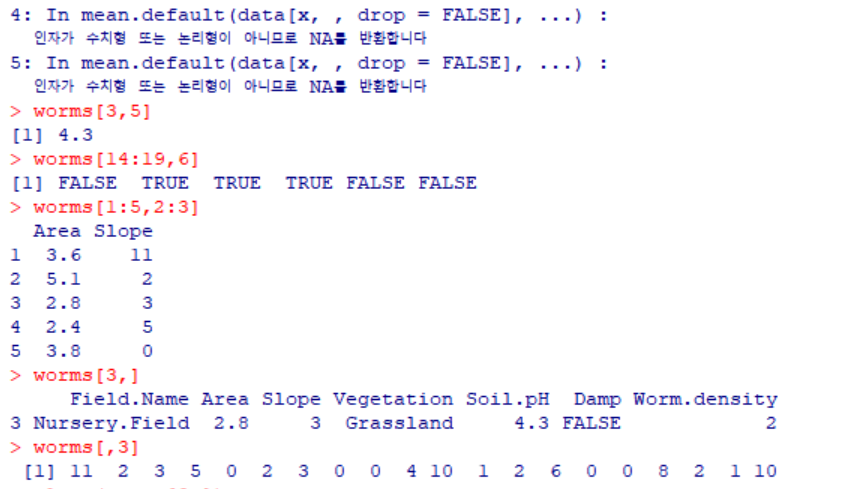 4: In mean.default(data[x, , drop = FALSE], ...) :
인자가 수치형 또는 논리형이 아니므로 NA를 반환합니다
5: In mean.default(data[x, , drop = FALSE], ...) :
인자가 수치형 또는 논리형이 아니므로 NA를 반환합니다
> worms[3,5]
[1] 4.3
> worms[14:19,6]
[1] FALSE  TRUE  TRUE  TRUE FALSE FALSE
> worms[1:5,2:3]
  Area Slope
1  3.6    11
2  5.1     2
3  2.8     3
4  2.4     5
5  3.8     0
> worms[3,]
     Field.Name Area Slope Vegetation Soil.pH  Damp Worm.density
3 Nursery.Field  2.8     3  Grassland     4.3 FALSE            2
> worms[,3]
 [1] 11  2  3  5  0  2  3  0  0  4 10  1  2  6  0  0  8  2  1 10